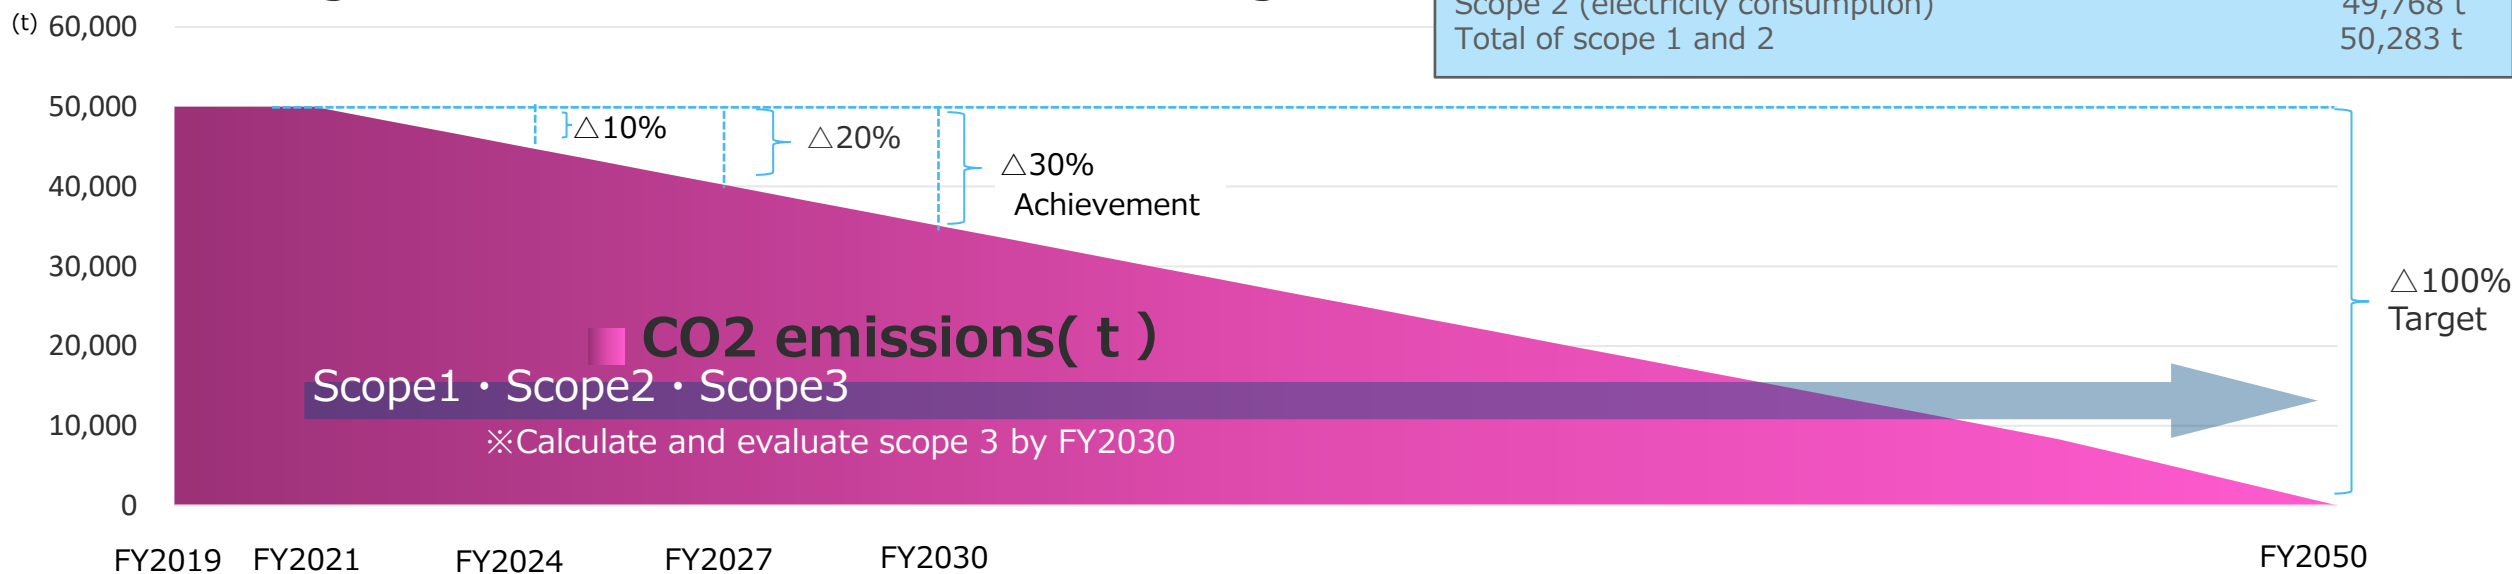 Scope 2 (electricity consumption) 49,768 t
Total of scope 1 and 2 50,283 t
(t) 60,000
50,000
△10%
△20%
△30%
Achievement
40,000
30,000
△100%
Target
CO2 emissions( t )
20,000
Scope1・Scope2・Scope3
10,000
※Calculate and evaluate scope 3 by FY2030
0
FY2019 FY2021 FY2024 FY2027 FY2030 FY2050